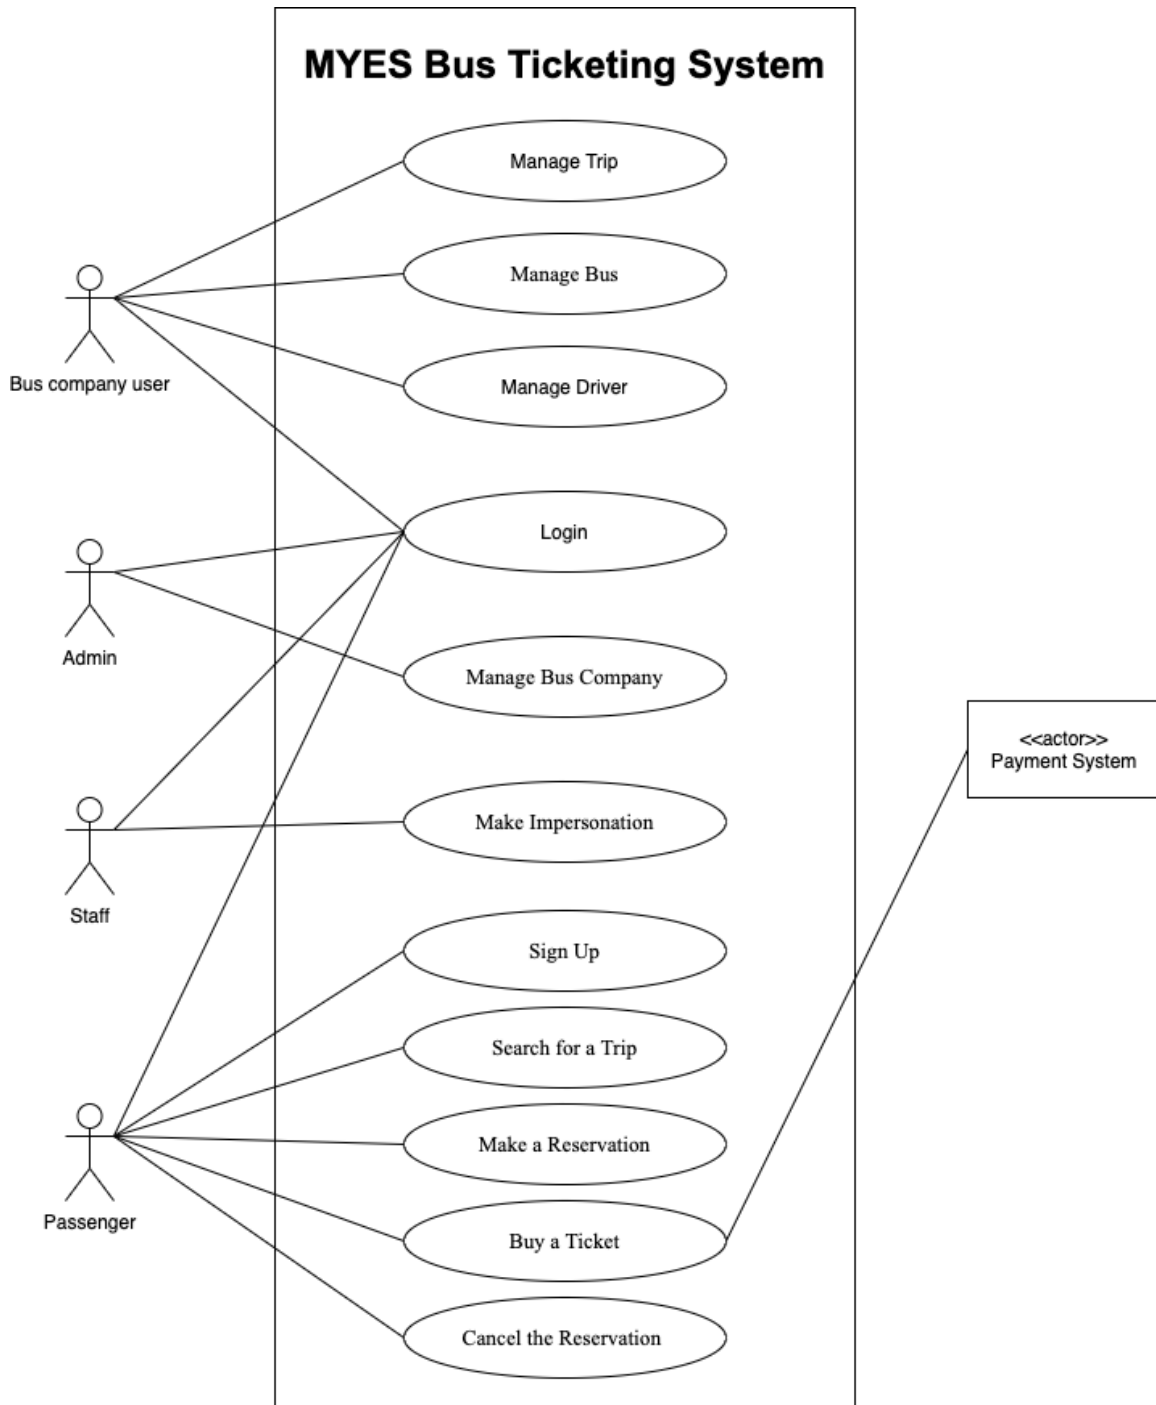 MYES Bus Ticketing System
Manage Trip
Manage Bus
Bus company user
Manage Driver
Login
Admin
Manage Bus Company
<<actor>>
Payment System
Make Impersonation
Staff
Sign Up
Search for a Trip
Make a Reservation
Passenger
Buy a Ticket
Cancel the Reservation